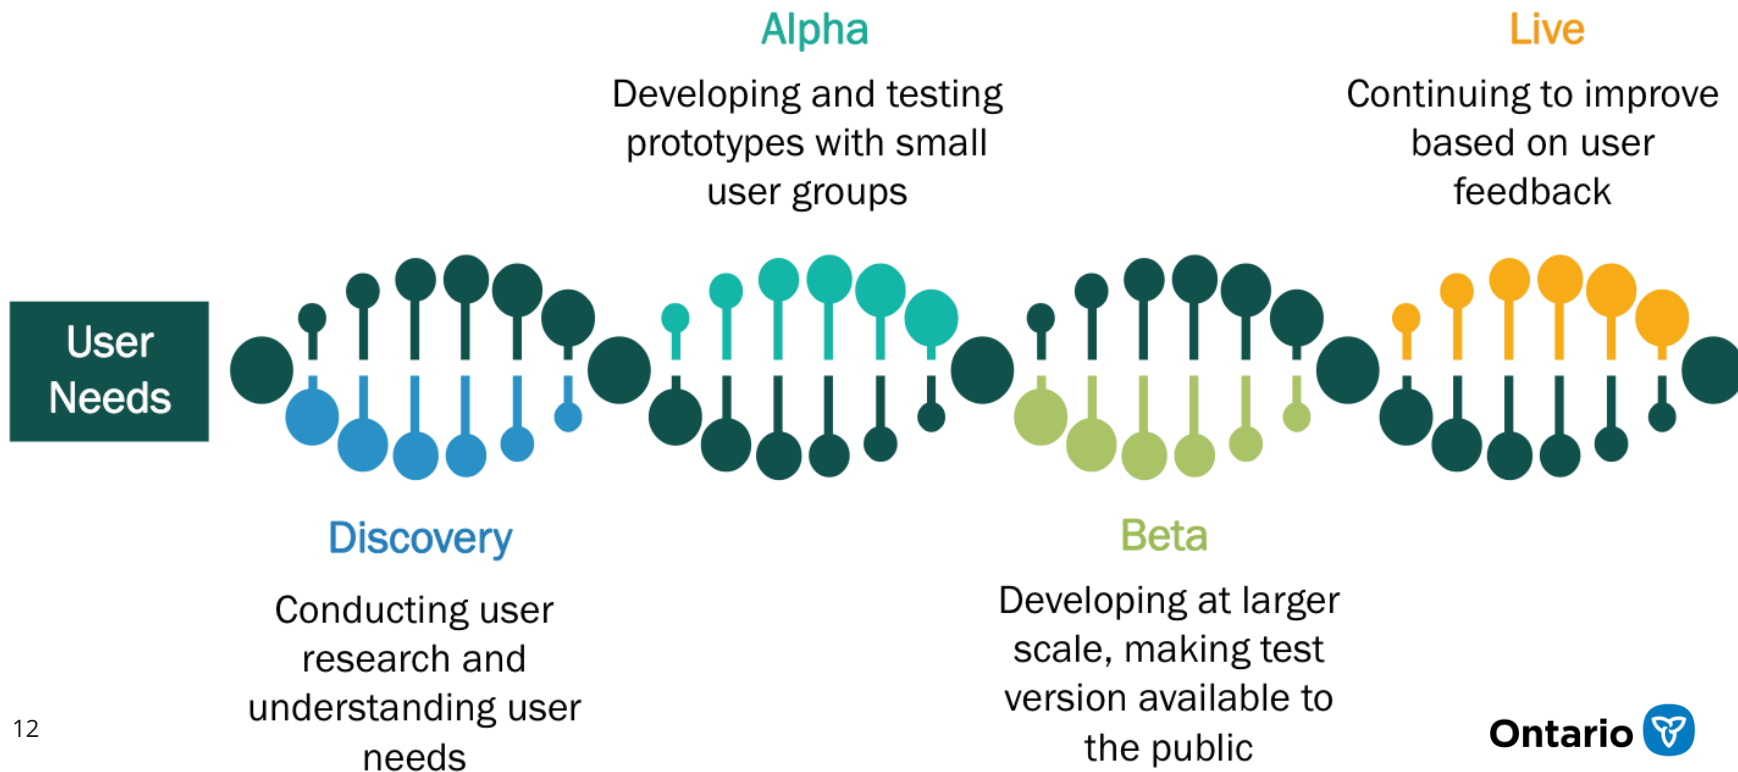 User
Needs
Discovery
Conducting user
research and
understanding user
needs
Alpha
Developing and testing
prototypes with small
user groups
Beta
Developing at larger
scale, making test
version available to
the public
Live
Continuing to improve
based on user
feedback
12
Ontario